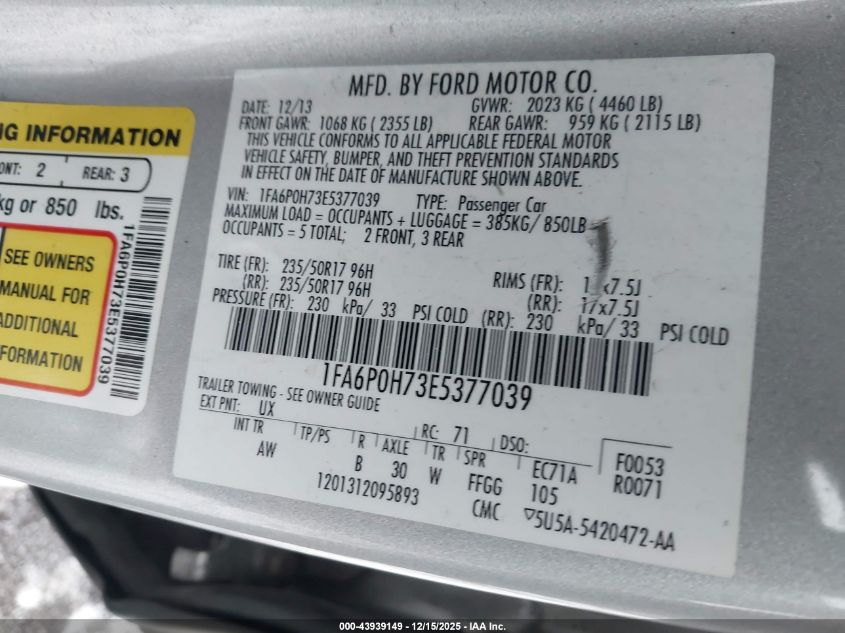 MFD. BY FORD MOTOR CO.
DATE: 12/13 GVWR: 2023 KG ( 4460 LB)
FRONT GAWR: 1068 KG ( 2355 LB) REAR GAWR: 959 KG ( 2115 LB)
THIS VEHICLE CONFORMS TO ALL APPLICABLE FEDERAL MOTOR
VEHICLE SAFETY, BUMPER, AND THEFT PREVENTION STANDARDS
IN EFFECT ON THE DATE OF MANUFACTURE SHOWN ABOVE.
VIN: 1FA6P0H73E5377039 TYPE: Passenger Car
MAXIMUM LOAD = OCCUPANTS + LUGGAGE = 385KG/ 850LB
OCCUPANTS = 5 TOTAL; 2 FRONT, 3 REAR
TIRE (FR): 235/50R17 96H RIMS (FR): 1 x7.5J
(RR): 235/50R17 96H (RR): 17x7.5J
PRESSURE (FR): 230 kPa/ 33 PSI COLD (RR): 230 kPa/ 33 PSI COLD
1FA6P0H73E5377039
TRAILER TOWING - SEE OWNER GUIDE
EXT PNT: UX RC: 71 DSO:
INT TR TP/PS R AXLE TR SPR EC71A F0053
AW B 30 W FFGG 105 R0071
1201312095893 CMC ▽5U5A-5420472-AA
NG INFORMATION
ONT: 2 REAR: 3
kg or 850 lbs.
SEE OWNERS
MANUAL FOR
ADDITIONAL
FORMATION
1FA6P0H73E5377039
000-43939149 - 12/15/2025 - IAA Inc.